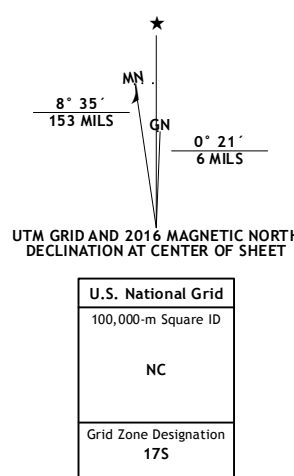 MN
8° 35´
153 MILS
GN
0° 21´
6 MILS
UTM GRID AND 2016 MAGNETIC NORTH
DECLINATION AT CENTER OF SHEET
U.S. National Grid
100,000-m Square ID
NC
Grid Zone Designation
17S